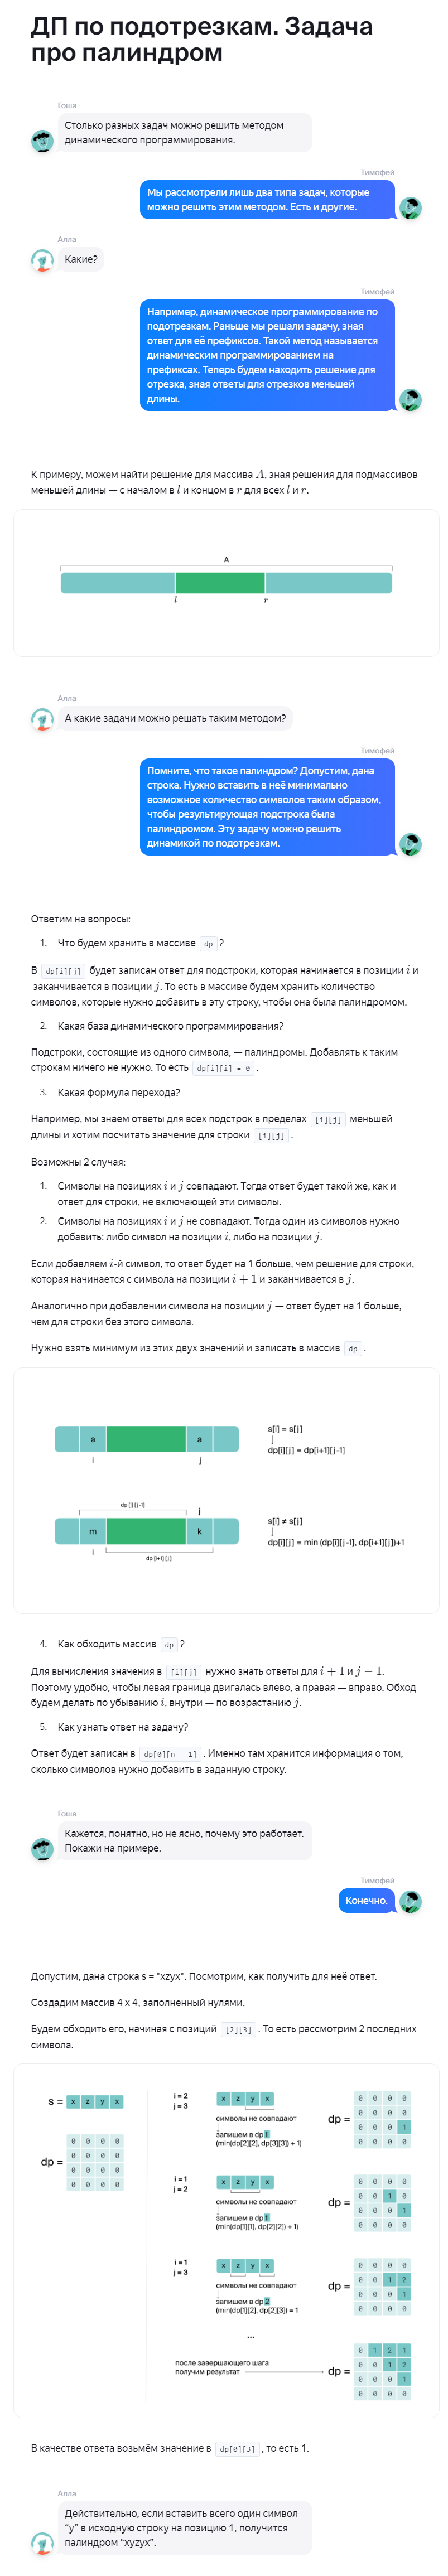 ДП по подотрезкам. Задача
про палиндром
Гоша
Столько разных задач можно решить методом
динамического программирования.
Тимофей
Мы рассмотрели лишь два типа задач, которые
можно решить этим методом. Есть и другие.
Алла
Какие?
Тимофей
Например, динамическое программирование по
подотрезкам. Раньше мы решали задачу, зная
ответ для её префиксов. Такой метод называется
динамическим программированием на
префиксах. Теперь будем находить решение для
отрезка, зная ответы для отрезков меньшей
длины.
К примеру, можем найти решение для массива A, зная решения для подмассивов
меньшей длины — с началом в l и концом в r для всех l и r.
A
l r
Алла
А какие задачи можно решать таким методом?
Тимофей
Помните, что такое палиндром? Допустим, дана
строка. Нужно вставить в неё минимально
возможное количество символов таким образом,
чтобы результирующая подстрока была
палиндромом. Эту задачу можно решить
динамикой по подотрезкам.
Ответим на вопросы:
1. Что будем хранить в массиве dp ?
В dp[i][j] будет записан ответ для подстроки, которая начинается в позиции i и
заканчивается в позиции j. То есть в массиве будем хранить количество
символов, которые нужно добавить в эту строку, чтобы она была палиндромом.
2. Какая база динамического программирования?
Подстроки, состоящие из одного символа, — палиндромы. Добавлять к таким
строкам ничего не нужно. То есть dp[i][i] = 0 .
3. Какая формула перехода?
Например, мы знаем ответы для всех подстрок в пределах [i][j] меньшей
длины и хотим посчитать значение для строки [i][j] .
Возможны 2 случая:
1. Символы на позициях i и j совпадают. Тогда ответ будет такой же, как и
ответ для строки, не включающей эти символы.
2. Символы на позициях i и j не совпадают. Тогда один из символов нужно
добавить: либо символ на позиции i, либо на позиции j.
Если добавляем i-й символ, то ответ будет на 1 больше, чем решение для строки,
которая начинается с символа на позиции i + 1 и заканчивается в j.
Аналогично при добавлении символа на позиции j — ответ будет на 1 больше,
чем для строки без этого символа.
Нужно взять минимум из этих двух значений и записать в массив dp .
a a
i j
s[i] = s[j]
dp[i][j] = dp[i+1][j-1]
dp [i] [j-1] j
m k
i dp [i+1] [j]
s[i] ≠ s[j]
dp[i][j] = min (dp[i][j-1], dp[i+1][j])+1
4. Как обходить массив dp ?
Для вычисления значения в [i][j] нужно знать ответы для i + 1 и j − 1.
Поэтому удобно, чтобы левая граница двигалась влево, а правая — вправо. Обход
будем делать по убыванию i, внутри — по возрастанию j.
5. Как узнать ответ на задачу?
Ответ будет записан в dp[0][n - 1] . Именно там хранится информация о том,
сколько символов нужно добавить в заданную строку.
Гоша
Кажется, понятно, но не ясно, почему это работает.
Покажи на примере.
Тимофей
Конечно.
Допустим, дана строка s = "xzyx". Посмотрим, как получить для неё ответ.
Создадим массив 4 x 4, заполненный нулями.
Будем обходить его, начиная с позиций [2][3] . То есть рассмотрим 2 последних
символа.
s = x z y x
dp =
0 0 0 0
0 0 0 0
0 0 0 0
0 0 0 0
i = 2
j = 3
x z y x
символы не совпадают
запишем в dp 1
(min(dp[2][2], dp[3][3]) + 1)
dp =
0 0 0 0
0 0 0 0
0 0 0 1
0 0 0 0
i = 1
j = 2
x z y x
символы не совпадают
запишем в dp 1
(min(dp[1][1], dp[2][2]) + 1)
dp =
0 0 0 0
0 0 1 0
0 0 0 1
0 0 0 0
i = 1
j = 3
x z y x
символы не совпадают
запишем в dp 2
(min(dp[1][2], dp[2][3]) = 1
dp =
0 0 0 0
0 0 1 2
0 0 0 1
0 0 0 0
...
после завершающего шага
получим результат
dp =
0 1 2 1
0 0 1 2
0 0 0 1
0 0 0 0
В качестве ответа возьмём значение в dp[0][3] , то есть 1.
Алла
Действительно, если вставить всего один символ
“y” в исходную строку на позицию 1, получится
палиндром “xyzyx”.